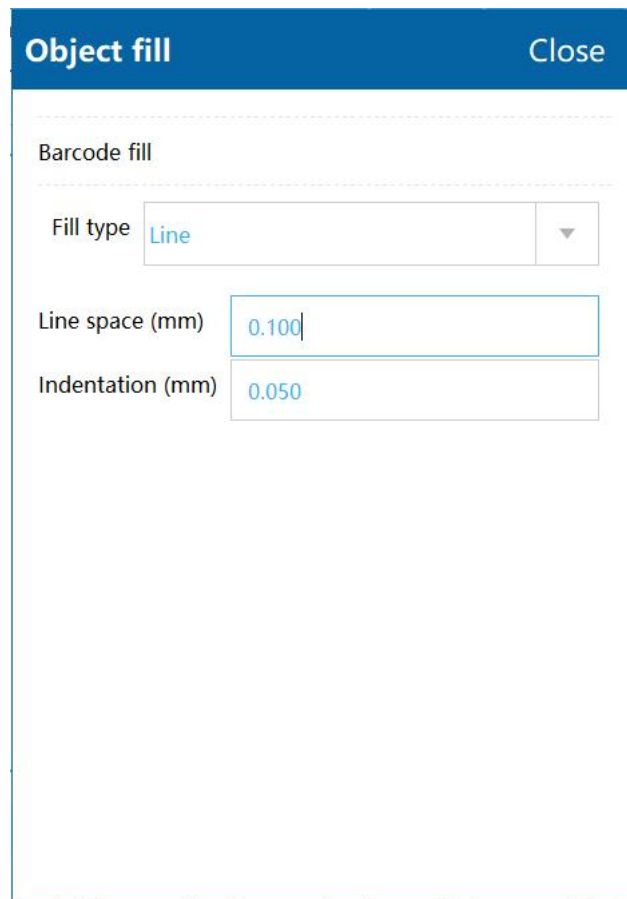 Object fill Close
Barcode fill
Fill type Line
Line space (mm) 0.100
Indentation (mm) 0.050